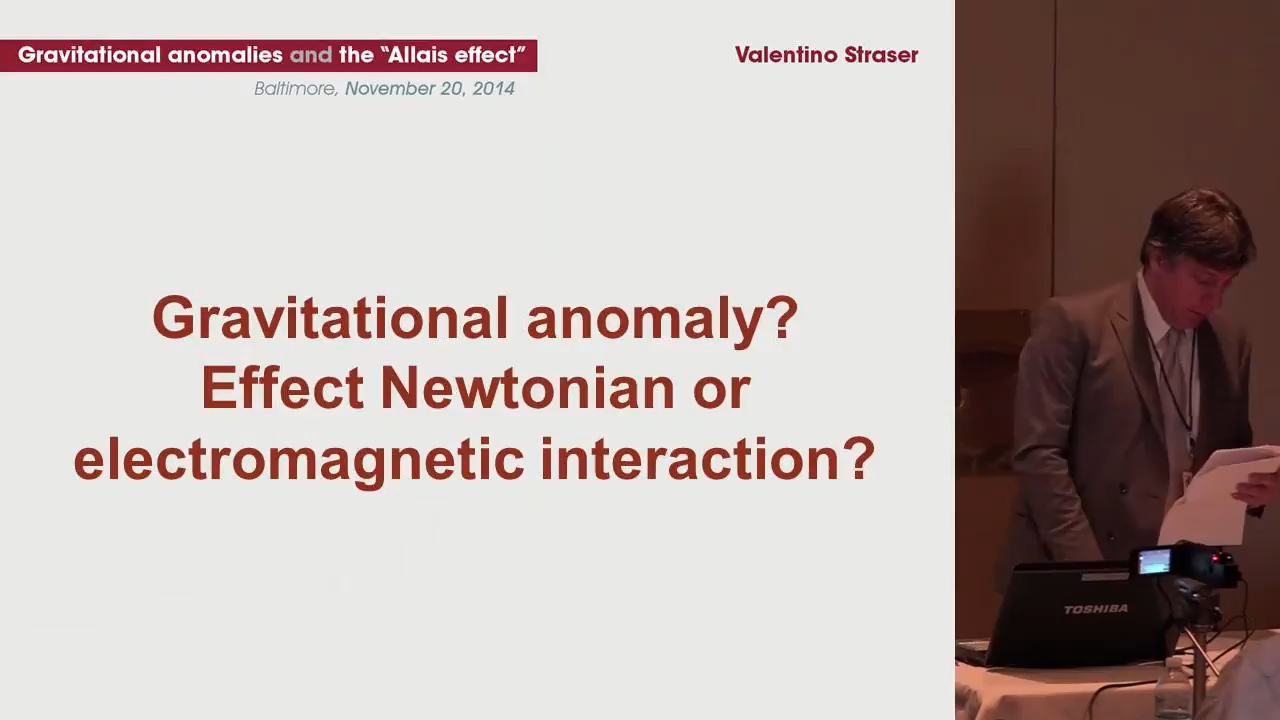 Gravitational anomalies and the “Allais effect”
Valentino Straser
Baltimore, November 20, 2014
Gravitational anomaly?
Effect Newtonian or
electromagnetic interaction?
TOSHIBA